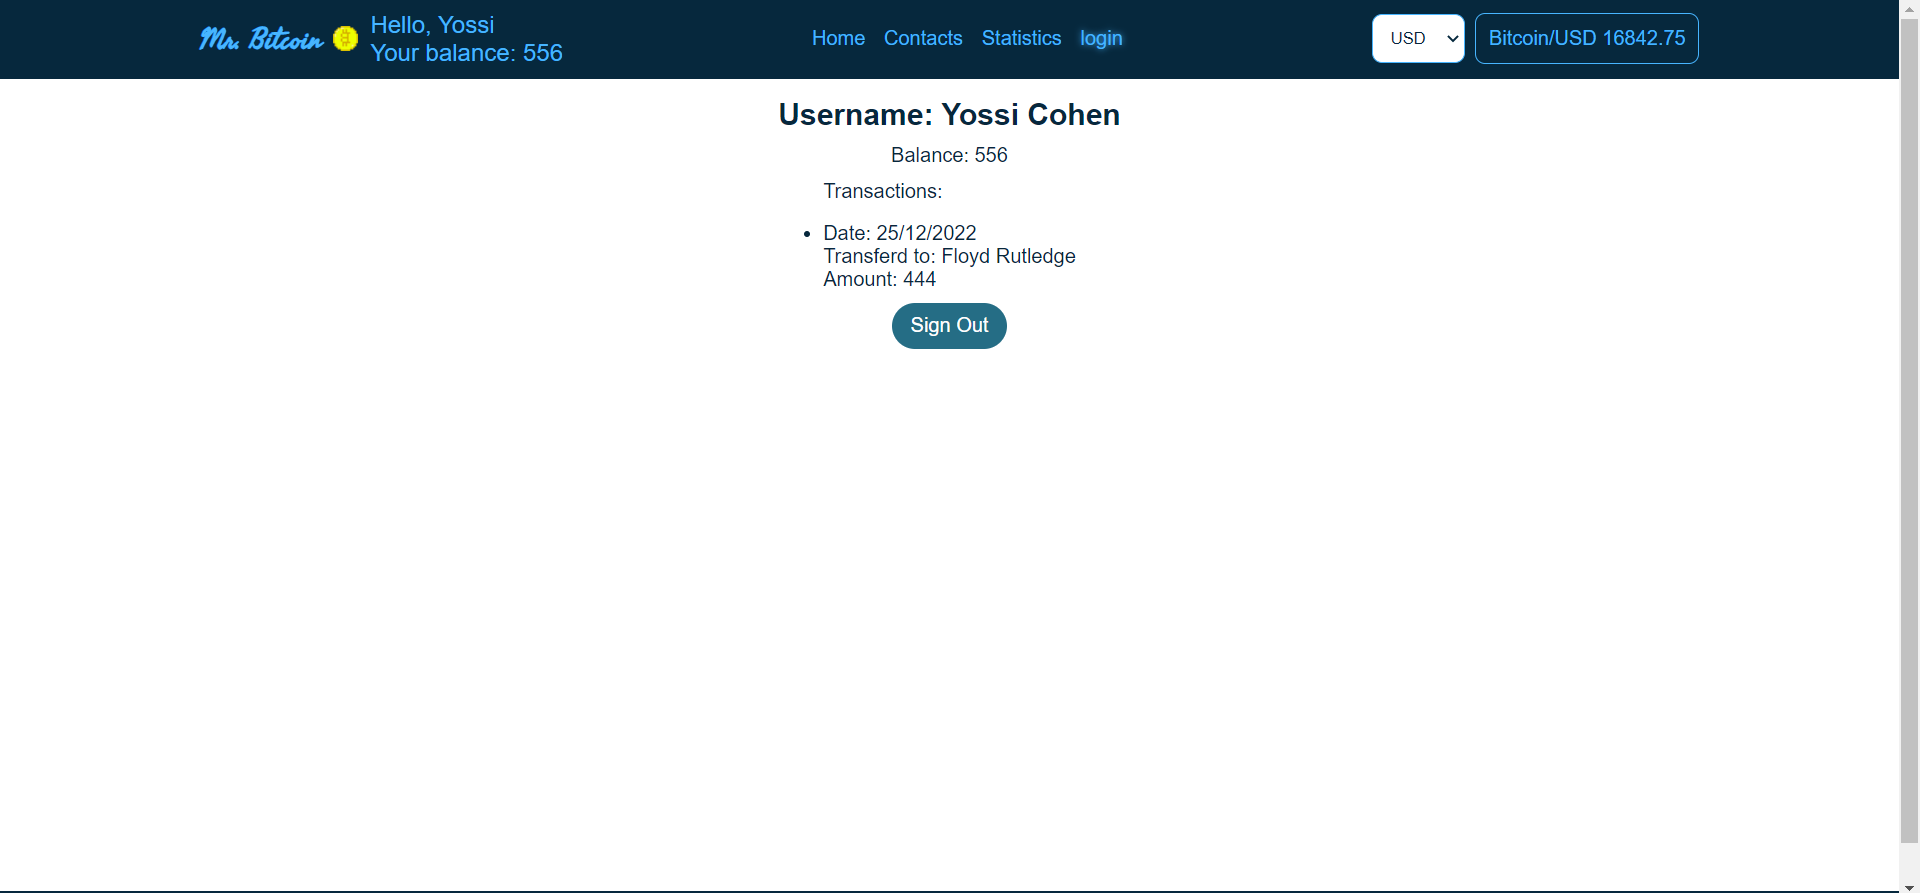 Mr. Bitcoin
Hello, Yossi
Your balance: 556
Home Contacts Statistics login
USD
Bitcoin/USD 16842.75
Username: Yossi Cohen
Balance: 556
Transactions:
Date: 25/12/2022
Transferd to: Floyd Rutledge
Amount: 444
Sign Out